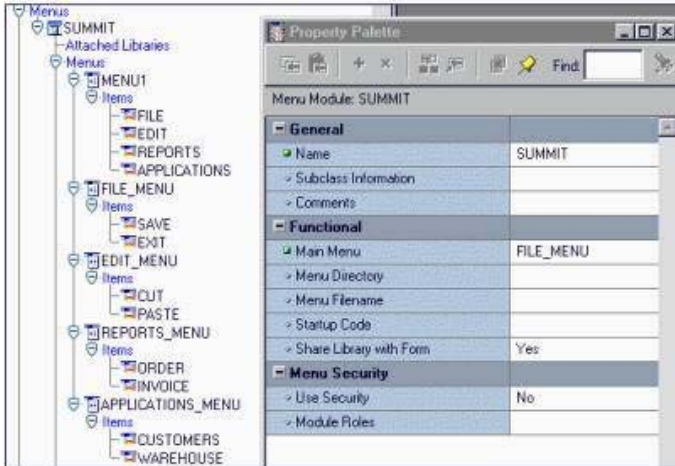 Menus
SUMMIT
Attached Libraries
Menus
MENU1
Items
FILE
EDIT
REPORTS
APPLICATIONS
FILE_MENU
Items
SAVE
EXIT
EDIT_MENU
Items
CUT
PASTE
REPORTS_MENU
Items
ORDER
INVOICE
APPLICATIONS_MENU
Items
CUSTOMERS
WAREHOUSE
Property Palette
Find:
Menu Module: SUMMIT
General
Name SUMMIT
Subclass Information
Comments
Functional
Main Menu FILE_MENU
Menu Directory
Menu Filename
Startup Code
Share Library with Form Yes
Menu Security
Use Security No
Module Roles